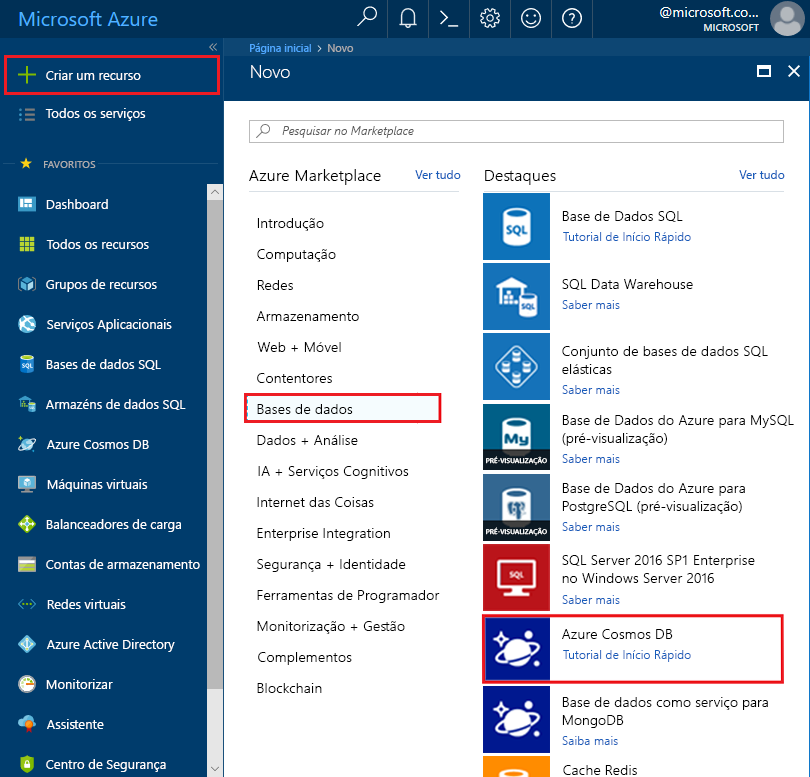 Microsoft Azure
@microsoft.co...
MICROSOFT
Criar um recurso
Todos os serviços
FAVORITOS
Dashboard
Todos os recursos
Grupos de recursos
Serviços Aplicacionais
Bases de dados SQL
Armazéns de dados SQL
Azure Cosmos DB
Máquinas virtuais
Balanceadores de carga
Contas de armazenamento
Redes virtuais
Azure Active Directory
Monitorizar
Assistente
Centro de Segurança
Página inicial > Novo
Novo
Pesquisar no Marketplace
Azure Marketplace
Ver tudo
Introdução
Computação
Redes
Armazenamento
Web + Móvel
Contentores
Bases de dados
Dados + Análise
IA + Serviços Cognitivos
Internet das Coisas
Enterprise Integration
Segurança + Identidade
Ferramentas de Programador
Monitorização + Gestão
Complementos
Blockchain
Destaques
Ver tudo
SQL
Base de Dados SQL
Tutorial de Início Rápido
SQL
SQL Data Warehouse
Saber mais
Conjunto de bases de dados SQL
elásticas
Saber mais
My
PRÉ-VISUALIZAÇÃO
Base de Dados do Azure para MySQL
(pré-visualização)
Saber mais
PRÉ-VISUALIZAÇÃO
Base de Dados do Azure para
PostgreSQL (pré-visualização)
Saber mais
SQL
SQL Server 2016 SP1 Enterprise
no Windows Server 2016
Saber mais
Azure Cosmos DB
Tutorial de Início Rápido
Base de dados como serviço para
MongoDB
Saiba mais
Cache Redis